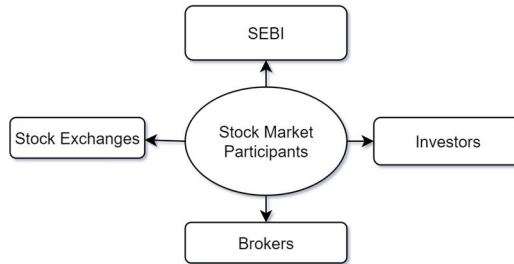 SEBI
Stock Exchanges
Stock Market
Participants
Investors
Brokers